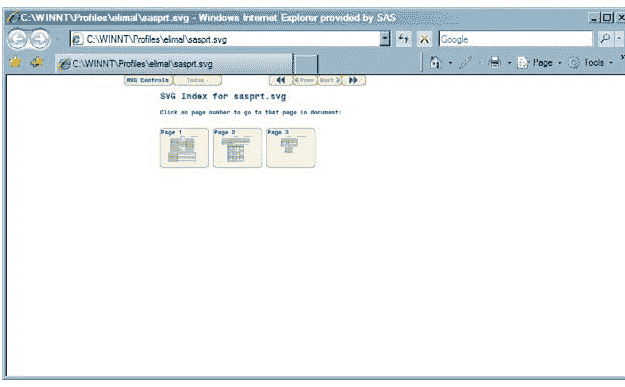 C:\WINNT\Profiles\elimal\sasprt.svg - Windows Internet Explorer provided by SAS
C:\WINNT\Profiles\elimal\sasprt.svg
Google
C:\WINNT\Profiles\elimal\sasprt.svg
Page
Tools
SVG Controls
Index
Prev
Next
SVG Index for sasprt.svg
Click on page number to go to that page in document:
Page 1
Page 2
Page 3